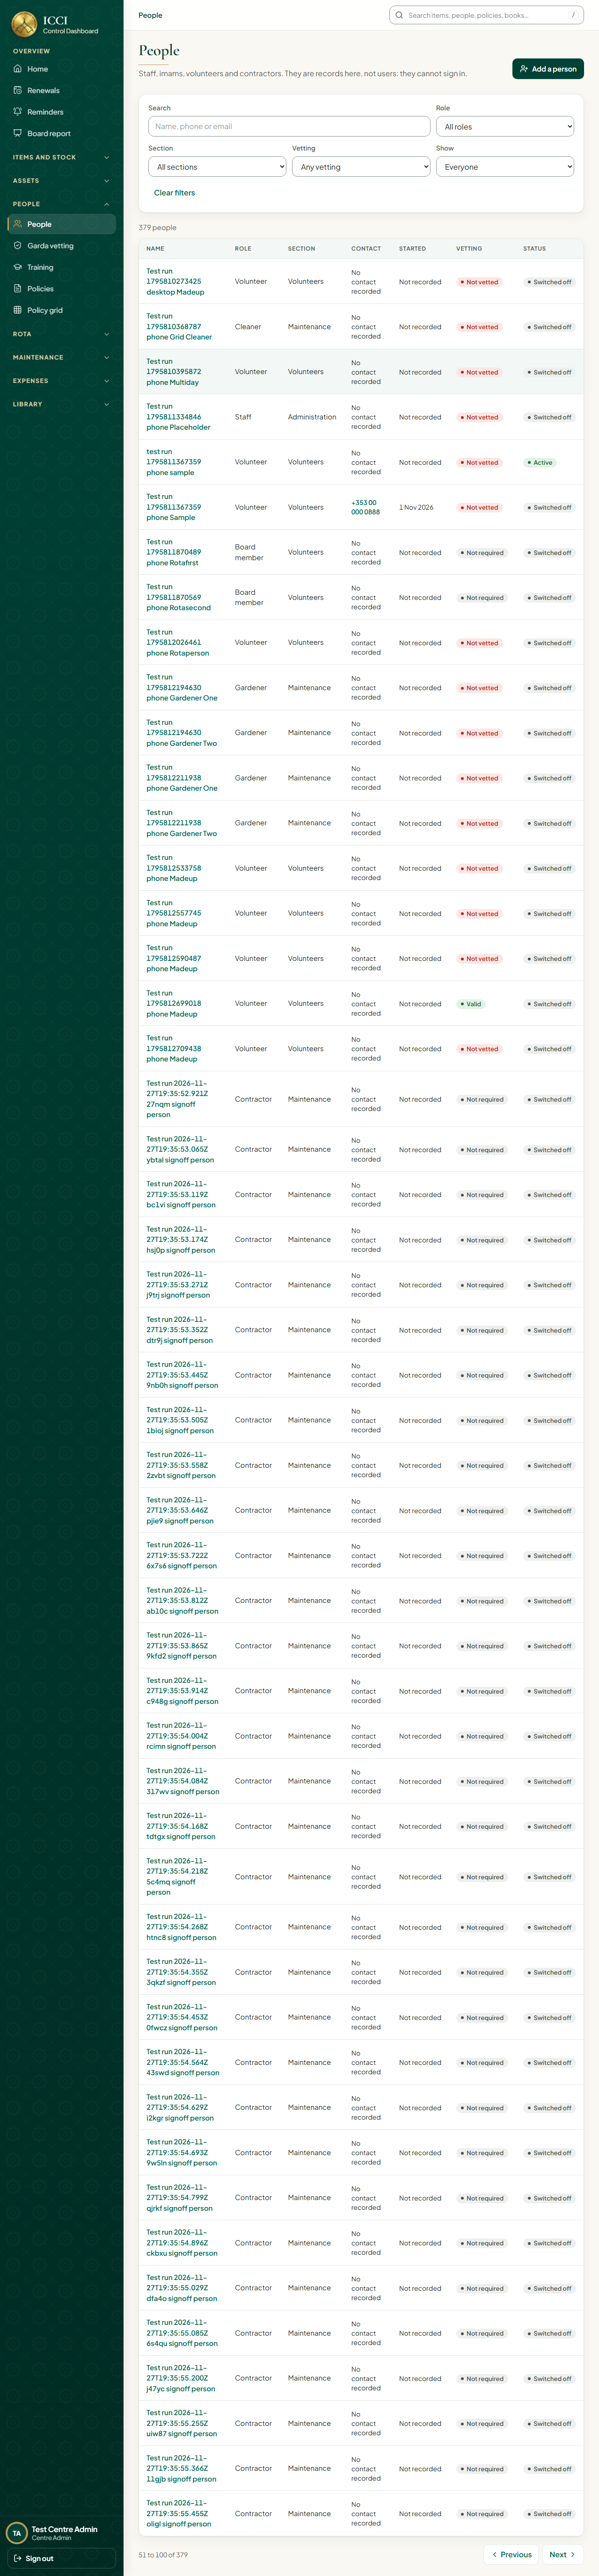 ICCI
Control Dashboard
OVERVIEW
Home
Renewals
Reminders
Board report
ITEMS AND STOCK
ASSETS
PEOPLE
People
Garda vetting
Training
Policies
Policy grid
ROTA
MAINTENANCE
EXPENSES
LIBRARY
TA
Test Centre Admin
Centre Admin
Sign out
People
Search items, people, policies, books...
/
People
Staff, imams, volunteers and contractors. They are records here, not users: they cannot sign in.
Add a person
Search
Role
Name, phone or email
All roles
Section
Vetting
Show
All sections
Any vetting
Everyone
Clear filters
379 people
NAME ROLE SECTION CONTACT STARTED VETTING STATUS
Test run 1795810273425 desktop Madeup Volunteer Volunteers No contact recorded Not recorded Not vetted Switched off
Test run 1795810368787 phone Grid Cleaner Cleaner Maintenance No contact recorded Not recorded Not vetted Switched off
Test run 1795810395872 phone Multiday Volunteer Volunteers No contact recorded Not recorded Not vetted Switched off
Test run 1795811334846 phone Placeholder Staff Administration No contact recorded Not recorded Not vetted Switched off
test run 1795811367359 phone sample Volunteer Volunteers No contact recorded Not recorded Not vetted Active
Test run 1795811367359 phone Sample Volunteer Volunteers +353 00 000 0888 1 Nov 2026 Not vetted Switched off
Test run 1795811870489 phone Rotafirst Board member Volunteers No contact recorded Not recorded Not required Switched off
Test run 1795811870569 phone Rotasecond Board member Volunteers No contact recorded Not recorded Not required Switched off
Test run 1795812026461 phone Rotaperson Volunteer Volunteers No contact recorded Not recorded Not vetted Switched off
Test run 1795812194630 phone Gardener One Gardener Maintenance No contact recorded Not recorded Not vetted Switched off
Test run 1795812194630 phone Gardener Two Gardener Maintenance No contact recorded Not recorded Not vetted Switched off
Test run 1795812211938 phone Gardener One Gardener Maintenance No contact recorded Not recorded Not vetted Switched off
Test run 1795812211938 phone Gardener Two Gardener Maintenance No contact recorded Not recorded Not vetted Switched off
Test run 1795812533758 phone Madeup Volunteer Volunteers No contact recorded Not recorded Not vetted Switched off
Test run 1795812557745 phone Madeup Volunteer Volunteers No contact recorded Not recorded Not vetted Switched off
Test run 1795812590487 phone Madeup Volunteer Volunteers No contact recorded Not recorded Not vetted Switched off
Test run 1795812699018 phone Madeup Volunteer Volunteers No contact recorded Not recorded Valid Switched off
Test run 1795812709438 phone Madeup Volunteer Volunteers No contact recorded Not recorded Not vetted Switched off
Test run 2026-11-27T19:35:52.921Z 27nqm signoff person Contractor Maintenance No contact recorded Not recorded Not required Switched off
Test run 2026-11-27T19:35:53.065Z ybtal signoff person Contractor Maintenance No contact recorded Not recorded Not required Switched off
Test run 2026-11-27T19:35:53.119Z bc1vi signoff person Contractor Maintenance No contact recorded Not recorded Not required Switched off
Test run 2026-11-27T19:35:53.174Z hsj0p signoff person Contractor Maintenance No contact recorded Not recorded Not required Switched off
Test run 2026-11-27T19:35:53.271Z j9trj signoff person Contractor Maintenance No contact recorded Not recorded Not required Switched off
Test run 2026-11-27T19:35:53.352Z dtr9j signoff person Contractor Maintenance No contact recorded Not recorded Not required Switched off
Test run 2026-11-27T19:35:53.445Z 9nb0h signoff person Contractor Maintenance No contact recorded Not recorded Not required Switched off
Test run 2026-11-27T19:35:53.505Z 1bioj signoff person Contractor Maintenance No contact recorded Not recorded Not required Switched off
Test run 2026-11-27T19:35:53.558Z 2zvbt signoff person Contractor Maintenance No contact recorded Not recorded Not required Switched off
Test run 2026-11-27T19:35:53.646Z pjie9 signoff person Contractor Maintenance No contact recorded Not recorded Not required Switched off
Test run 2026-11-27T19:35:53.722Z 6x7s6 signoff person Contractor Maintenance No contact recorded Not recorded Not required Switched off
Test run 2026-11-27T19:35:53.812Z ab10c signoff person Contractor Maintenance No contact recorded Not recorded Not required Switched off
Test run 2026-11-27T19:35:53.865Z 9kfd2 signoff person Contractor Maintenance No contact recorded Not recorded Not required Switched off
Test run 2026-11-27T19:35:53.914Z c948g signoff person Contractor Maintenance No contact recorded Not recorded Not required Switched off
Test run 2026-11-27T19:35:54.004Z rcimn signoff person Contractor Maintenance No contact recorded Not recorded Not required Switched off
Test run 2026-11-27T19:35:54.084Z 317wv signoff person Contractor Maintenance No contact recorded Not recorded Not required Switched off
Test run 2026-11-27T19:35:54.168Z tdtgx signoff person Contractor Maintenance No contact recorded Not recorded Not required Switched off
Test run 2026-11-27T19:35:54.218Z 5c4mq signoff person Contractor Maintenance No contact recorded Not recorded Not required Switched off
Test run 2026-11-27T19:35:54.268Z htnc8 signoff person Contractor Maintenance No contact recorded Not recorded Not required Switched off
Test run 2026-11-27T19:35:54.355Z 3qkzf signoff person Contractor Maintenance No contact recorded Not recorded Not required Switched off
Test run 2026-11-27T19:35:54.453Z 0fwcz signoff person Contractor Maintenance No contact recorded Not recorded Not required Switched off
Test run 2026-11-27T19:35:54.564Z 43swd signoff person Contractor Maintenance No contact recorded Not recorded Not required Switched off
Test run 2026-11-27T19:35:54.629Z i2kgr signoff person Contractor Maintenance No contact recorded Not recorded Not required Switched off
Test run 2026-11-27T19:35:54.693Z 9w5ln signoff person Contractor Maintenance No contact recorded Not recorded Not required Switched off
Test run 2026-11-27T19:35:54.799Z qjrkf signoff person Contractor Maintenance No contact recorded Not recorded Not required Switched off
Test run 2026-11-27T19:35:54.896Z ckbxu signoff person Contractor Maintenance No contact recorded Not recorded Not required Switched off
Test run 2026-11-27T19:35:55.029Z dfa4o signoff person Contractor Maintenance No contact recorded Not recorded Not required Switched off
Test run 2026-11-27T19:35:55.085Z 6s4qu signoff person Contractor Maintenance No contact recorded Not recorded Not required Switched off
Test run 2026-11-27T19:35:55.200Z j47yc signoff person Contractor Maintenance No contact recorded Not recorded Not required Switched off
Test run 2026-11-27T19:35:55.255Z uiw87 signoff person Contractor Maintenance No contact recorded Not recorded Not required Switched off
Test run 2026-11-27T19:35:55.366Z 11gjb signoff person Contractor Maintenance No contact recorded Not recorded Not required Switched off
Test run 2026-11-27T19:35:55.455Z oligl signoff person Contractor Maintenance No contact recorded Not recorded Not required Switched off
51 to 100 of 379
Previous
Next